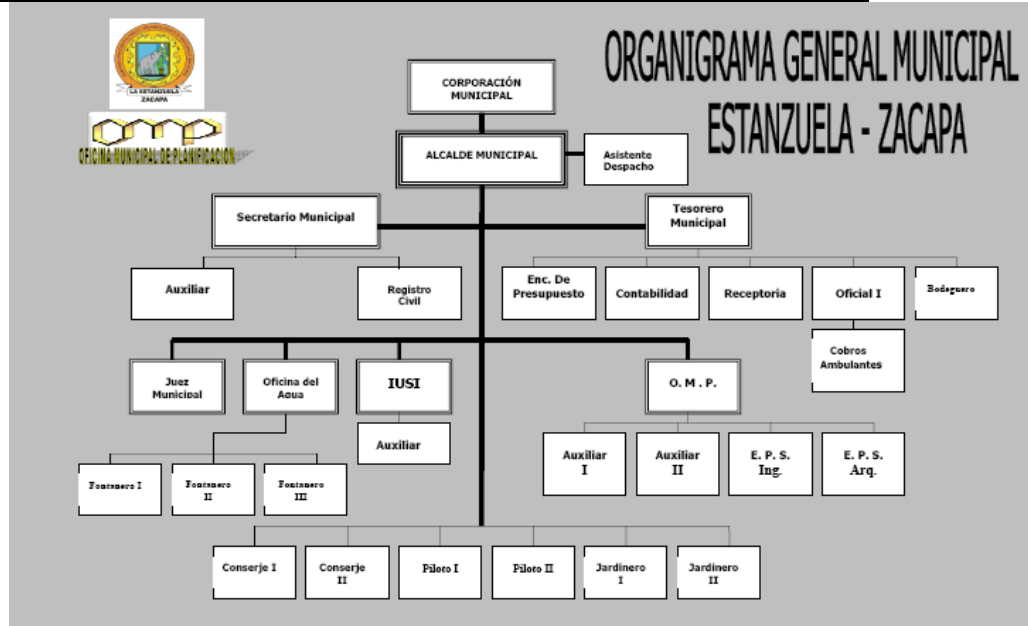 ORGANIGRAMA GENERAL MUNICIPAL
ESTANZUELA - ZACAPA
LA ESTANZUELA
ZACAPA
omp
OFICINA MUNICIPAL DE PLANIFICACION
CORPORACIÓN
MUNICIPAL
ALCALDE MUNICIPAL
Asistente
Despacho
Secretario Municipal
Tesorero
Municipal
Auxiliar
Registro
Civil
Enc. De
Presupuesto
Contabilidad
Receptoria
Oficial I
Bodeguero
Cobros
Ambulantes
Juez
Municipal
Oficina del
Agua
IUSI
O. M . P.
Auxiliar
Auxiliar
I
Auxiliar
II
E. P. S.
Ing.
E. P. S.
Arq.
Fontanero I
Fontanero
II
Fontanero
III
Conserje I
Conserje
II
Piloto I
Piloto II
Jardinero
I
Jardinero
II